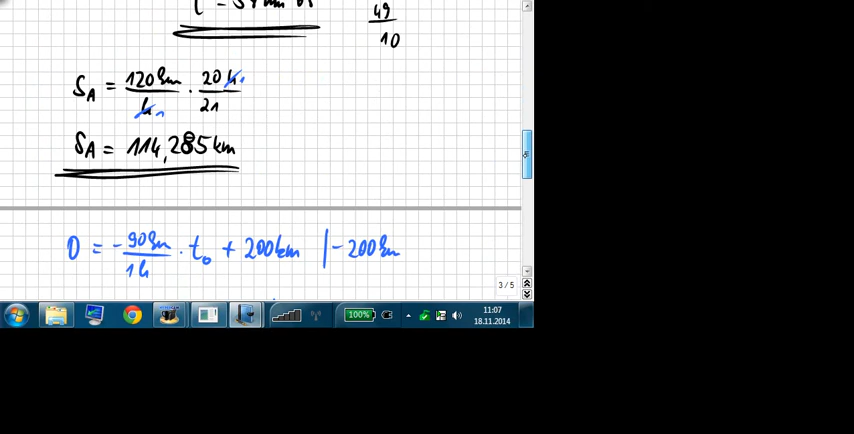 49
10
S_A = 120 km / h · 20 h / 21
S_A = 114,285 km
0 = - 90 km / 1 h · t₀ + 200 km | - 200 km
3 / 5
100%
11:07
18.11.2014